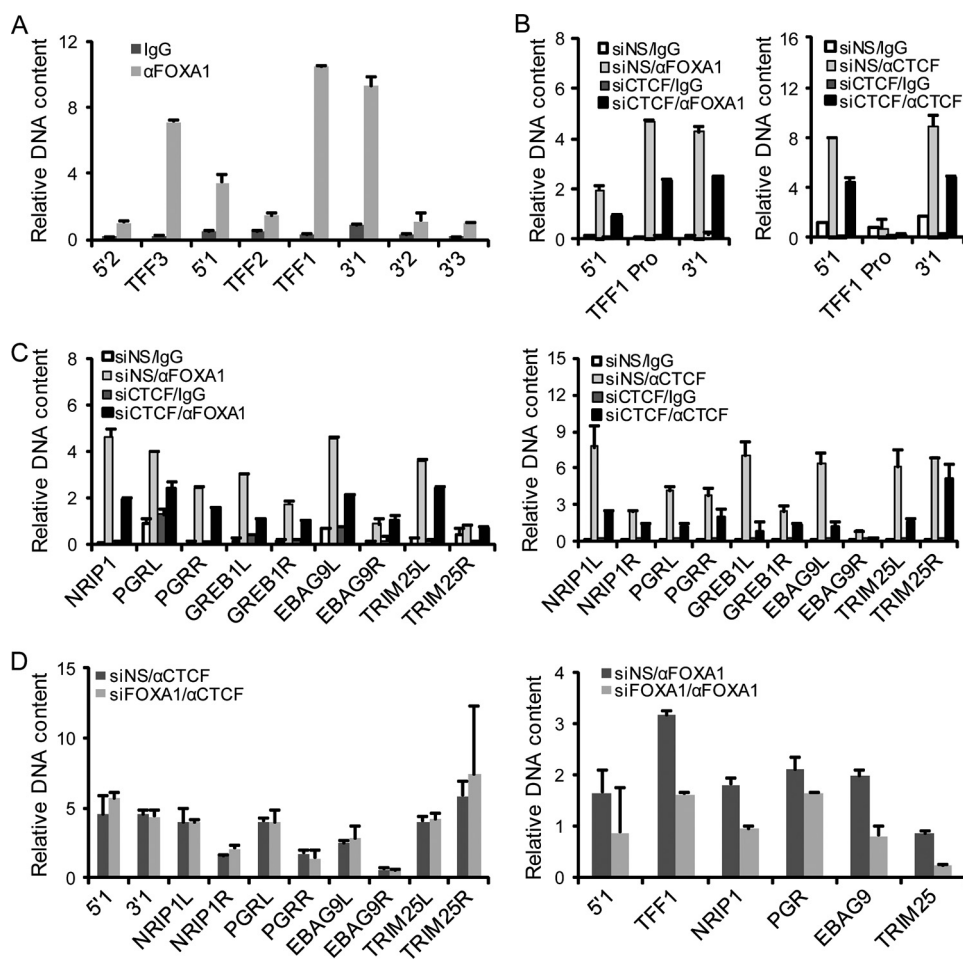 A
Relative DNA content
12
8
4
0
IgG
αFOXA1
5'2
TFF3
5'1
TFF2
TFF1
3'1
3'2
3'3
B
Relative DNA content
8
6
4
2
0
siNS/IgG
siNS/αFOXA1
siCTCF/IgG
siCTCF/αFOXA1
5'1
TFF1 Pro
3'1
Relative DNA content
16
12
8
4
0
siNS/IgG
siNS/αCTCF
siCTCF/IgG
siCTCF/αCTCF
5'1
TFF1 Pro
3'1
C
Relative DNA content
8
6
4
2
0
siNS/IgG
siNS/αFOXA1
siCTCF/IgG
siCTCF/αFOXA1
NRIP1
PGRL
PGRR
GREB1L
GREB1R
EBAG9L
EBAG9R
TRIM25L
TRIM25R
Relative DNA content
15
12
9
6
3
0
siNS/IgG
siNS/αCTCF
siCTCF/IgG
siCTCF/αCTCF
NRIP1L
NRIP1R
PGRL
PGRR
GREB1L
GREB1R
EBAG9L
EBAG9R
TRIM25L
TRIM25R
D
Relative DNA content
15
10
5
0
siNS/αCTCF
siFOXA1/αCTCF
5'1
3'1
NRIP1L
NRIP1R
PGRL
PGRR
EBAG9L
EBAG9R
TRIM25L
TRIM25R
Relative DNA content
4
3
2
1
0
siNS/αFOXA1
siFOXA1/αFOXA1
5'1
TFF1
NRIP1
PGR
EBAG9
TRIM25